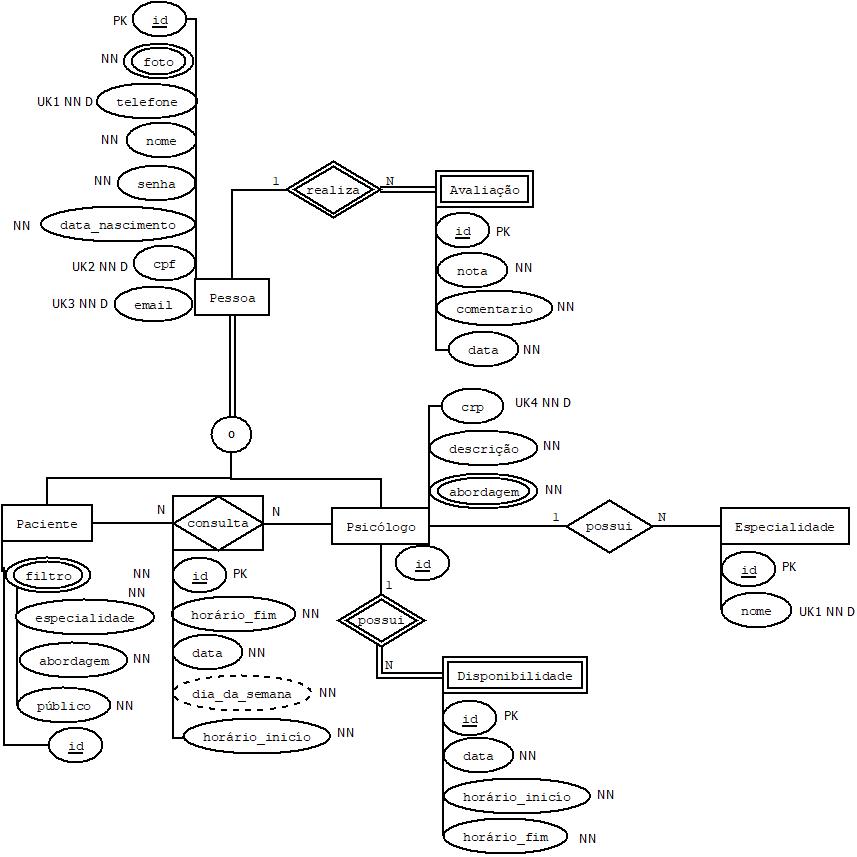 PK id
NN foto
UK1 NN D telefone
NN nome
NN senha
NN data_nascimento
UK2 NN D cpf
UK3 NN D email
Pessoa
1 realiza N
Avaliação
id PK
nota NN
comentario NN
data NN
o
crp UK4 NN D
descrição NN
abordagem NN
Paciente
N consulta N
Psicólogo
1 possui N
Especialidade
id PK
nome UK1 NN D
id
filtro NN
especialidade NN
abordagem NN
público NN
id
id PK
horário_fim NN
data NN
dia_da_semana NN
horário_inicío NN
1
possui
N
Disponibilidade
id PK
data NN
horário_inicío NN
horário_fim NN